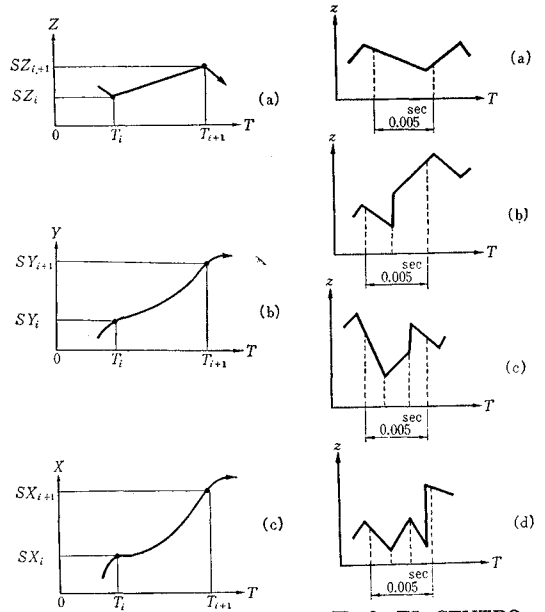 Z
SZi+1
SZi
0
Ti
Ti+1
T
(a)
Y
SYi+1
SYi
0
Ti
Ti+1
T
(b)
X
SXi+1
SXi
0
Ti
Ti+1
T
(c)
z
T
sec
0.005
(a)
z
T
sec
0.005
(b)
z
T
sec
0.005
(c)
z
T
sec
0.005
(d)